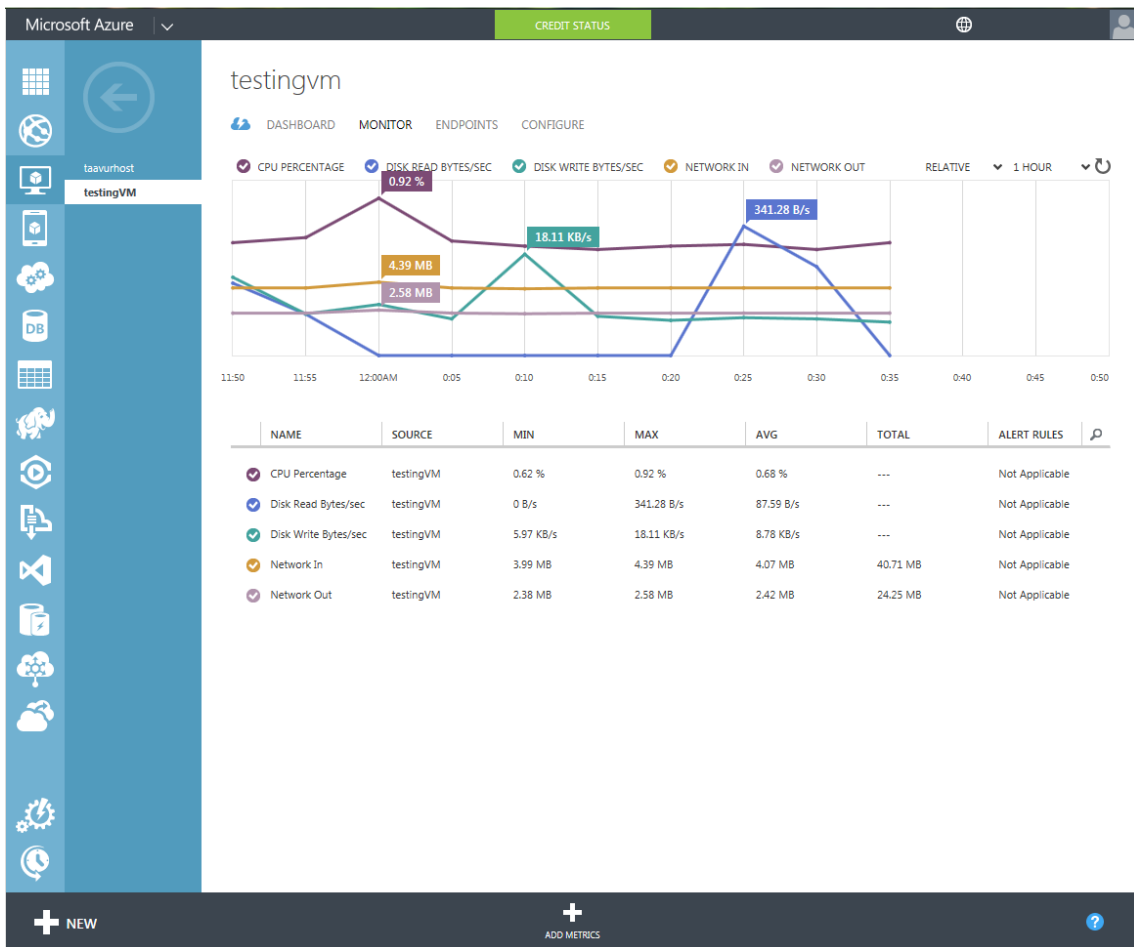 Microsoft Azure
CREDIT STATUS
testingvm
DASHBOARD MONITOR ENDPOINTS CONFIGURE
taavurhost
testingVM
CPU PERCENTAGE DISK READ BYTES/SEC DISK WRITE BYTES/SEC NETWORK IN NETWORK OUT RELATIVE 1 HOUR
0.92 %
341.28 B/s
18.11 KB/s
4.39 MB
2.58 MB
11:50 11:55 12:00AM 0:05 0:10 0:15 0:20 0:25 0:30 0:35 0:40 0:45 0:50
NAME SOURCE MIN MAX AVG TOTAL ALERT RULES
CPU Percentage testingVM 0.62 % 0.92 % 0.68 % --- Not Applicable
Disk Read Bytes/sec testingVM 0 B/s 341.28 B/s 87.59 B/s --- Not Applicable
Disk Write Bytes/sec testingVM 5.97 KB/s 18.11 KB/s 8.78 KB/s --- Not Applicable
Network In testingVM 3.99 MB 4.39 MB 4.07 MB 40.71 MB Not Applicable
Network Out testingVM 2.38 MB 2.58 MB 2.42 MB 24.25 MB Not Applicable
DB
NEW
ADD METRICS
?